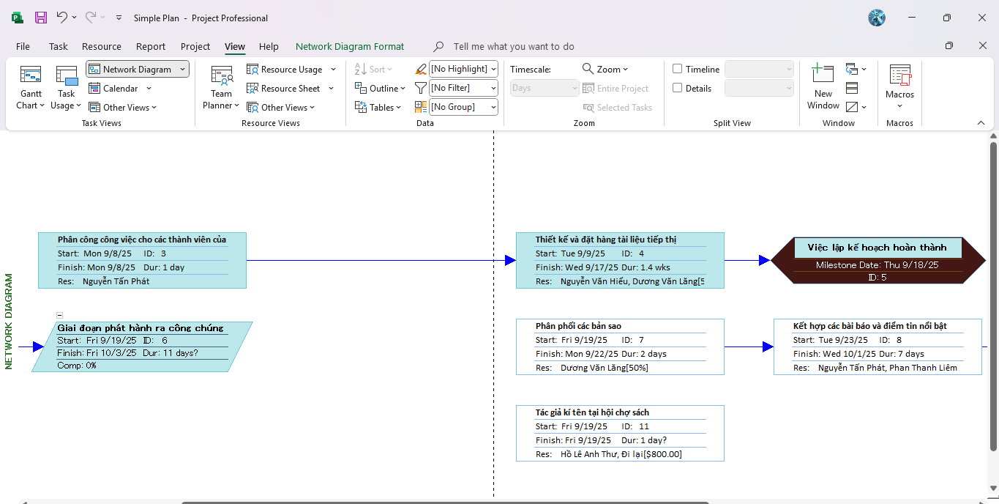 Simple Plan - Project Professional
File Task Resource Report Project View Help Network Diagram Format Tell me what you want to do
Gantt Chart
Task Usage
Network Diagram
Calendar
Other Views
Task Views
Team Planner
Resource Usage
Resource Sheet
Other Views
Resource Views
Sort
Outline
Tables
[No Highlight]
[No Filter]
[No Group]
Data
Timescale:
Days
Zoom
Entire Project
Selected Tasks
Zoom
Timeline
Details
Split View
New Window
Window
Macros
Macros
NETWORK DIAGRAM
Phân công công việc cho các thành viên của
Start: Mon 9/8/25 ID: 3
Finish: Mon 9/8/25 Dur: 1 day
Res: Nguyễn Tấn Phát
Thiết kế và đặt hàng tài liệu tiếp thị
Start: Tue 9/9/25 ID: 4
Finish: Wed 9/17/25 Dur: 1.4 wks
Res: Nguyễn Văn Hiếu, Dương Văn Lăng[5
Việc lập kế hoạch hoàn thành
Milestone Date: Thu 9/18/25
ID: 5
Giai đoạn phát hành ra công chúng
Start: Fri 9/19/25 ID: 6
Finish: Fri 10/3/25 Dur: 11 days?
Comp: 0%
Phân phối các bản sao
Start: Fri 9/19/25 ID: 7
Finish: Mon 9/22/25 Dur: 2 days
Res: Dương Văn Lăng[50%]
Kết hợp các bài báo và điểm tin nổi bật
Start: Tue 9/23/25 ID: 8
Finish: Wed 10/1/25 Dur: 7 days
Res: Nguyễn Tấn Phát, Phan Thanh Liêm
Tác giả kí tên tại hội chợ sách
Start: Fri 9/19/25 ID: 11
Finish: Fri 9/19/25 Dur: 1 day?
Res: Hồ Lê Anh Thư, Đi lại[$800.00]